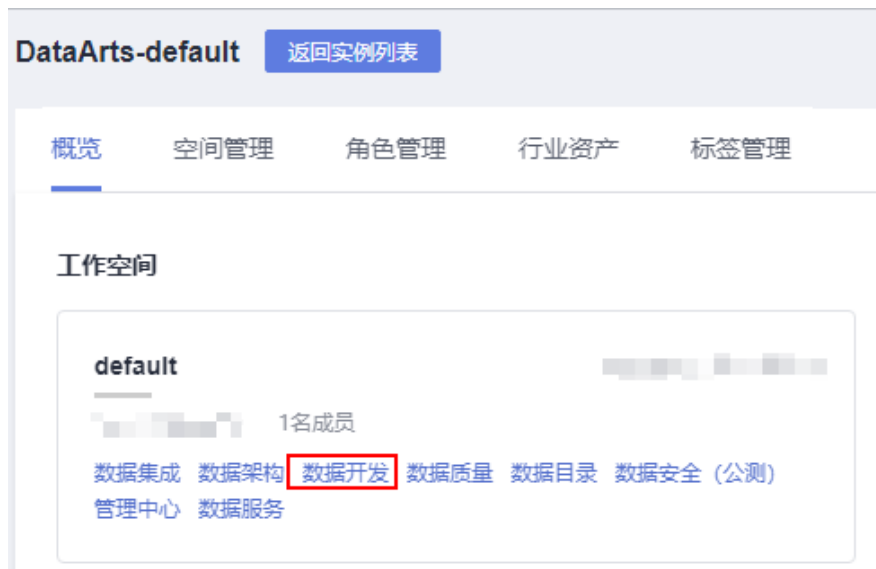 DataArts-default 返回实例列表
概览 空间管理 角色管理 行业资产 标签管理
工作空间
default
1名成员
数据集成 数据架构 数据开发 数据质量 数据目录 数据安全（公测）
管理中心 数据服务